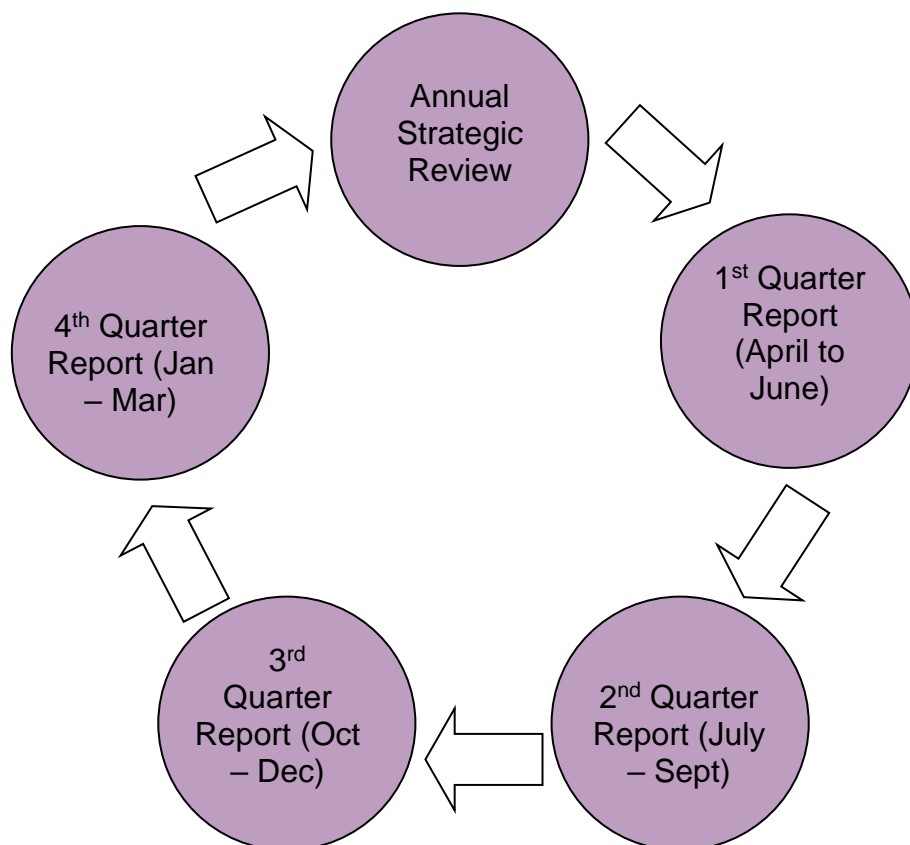 Annual
Strategic
Review
1st Quarter
Report
(April to
June)
2nd Quarter
Report (July
– Sept)
3rd
Quarter
Report (Oct
– Dec)
4th Quarter
Report (Jan
– Mar)